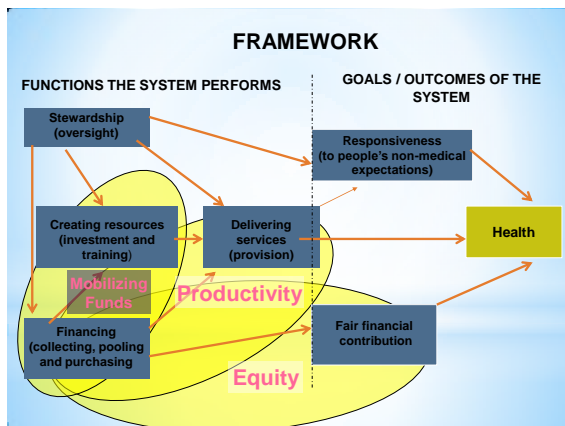 FRAMEWORK
FUNCTIONS THE SYSTEM PERFORMS
GOALS / OUTCOMES OF THE
SYSTEM
Stewardship
(oversight)
Responsiveness
(to people's non-medical
expectations)
Creating resources
(investment and
training)
Delivering
services
(provision)
Health
Mobilizing
Funds
Productivity
Financing
(collecting, pooling
and purchasing
Fair financial
contribution
Equity